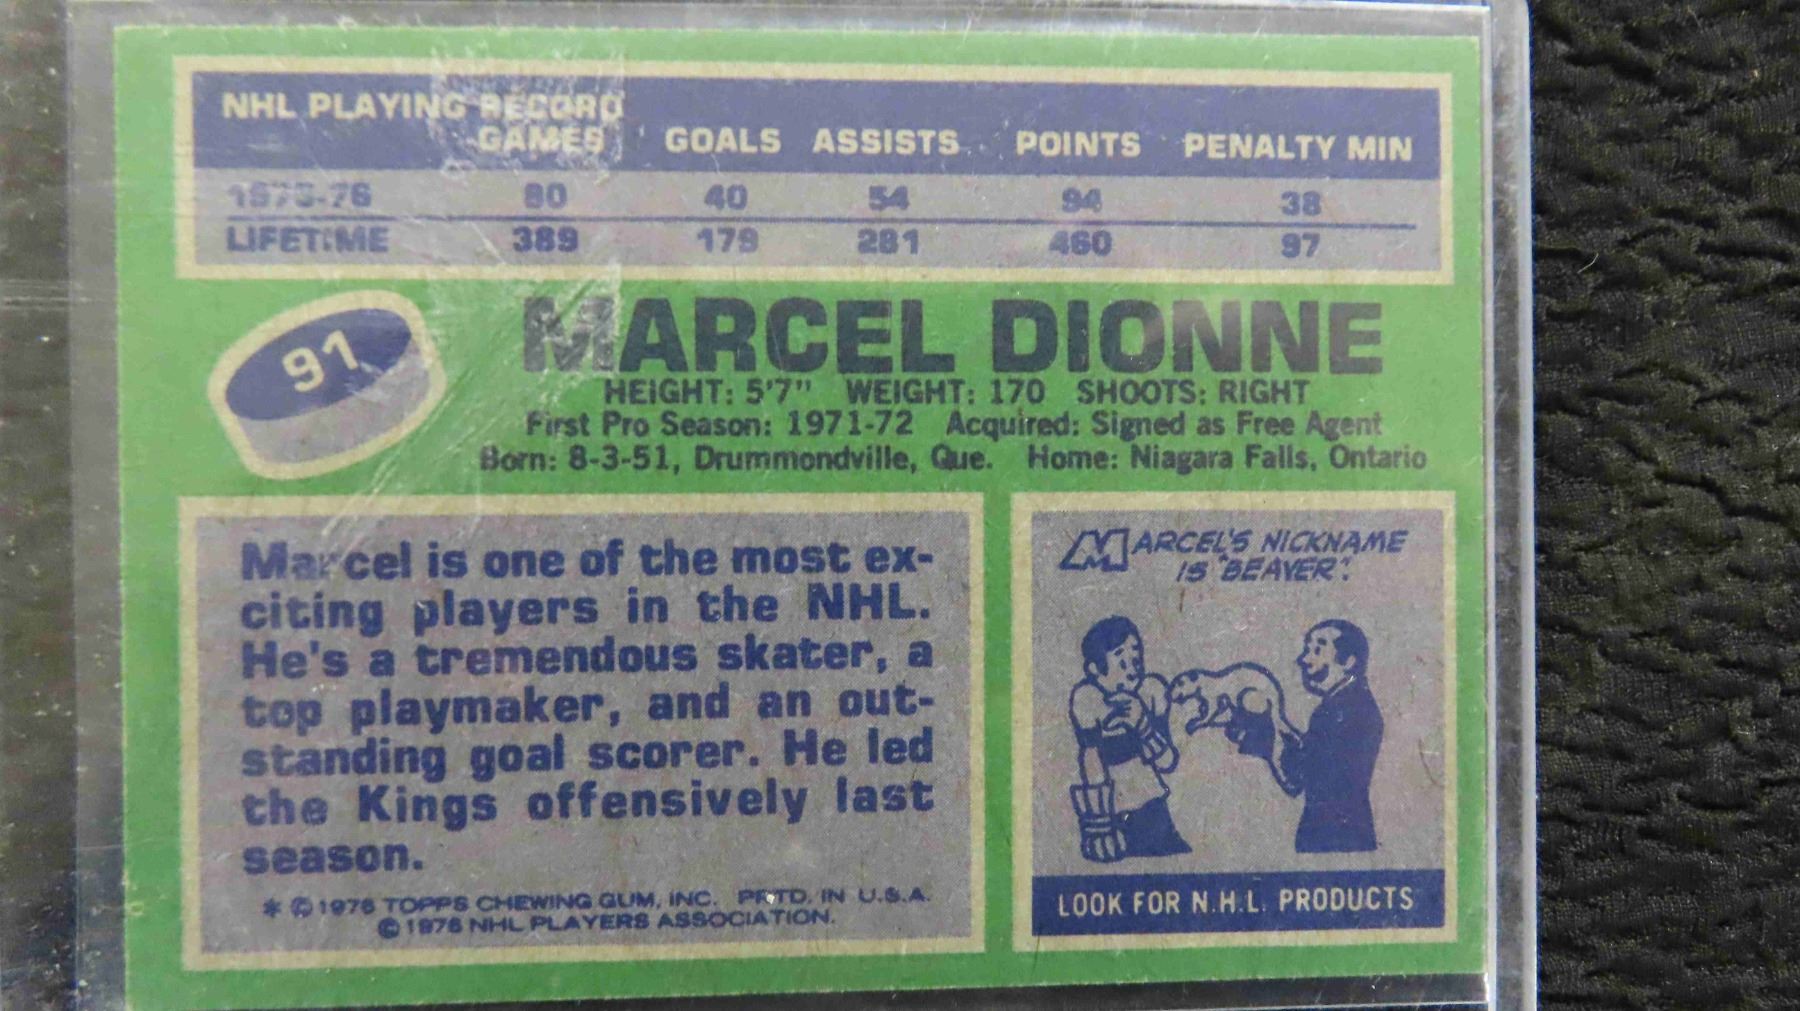 NHL PLAYING RECORD
GAMES GOALS ASSISTS POINTS PENALTY MIN
1975-76 80 40 54 94 38
LIFETIME 389 179 281 460 97
91
MARCEL DIONNE
HEIGHT: 5'7" WEIGHT: 170 SHOOTS: RIGHT
First Pro Season: 1971-72 Acquired: Signed as Free Agent
Born: 8-3-51, Drummondville, Que. Home: Niagara Falls, Ontario
Marcel is one of the most ex-
citing players in the NHL.
He's a tremendous skater, a
top playmaker, and an out-
standing goal scorer. He led
the Kings offensively last
season.
* © 1976 TOPPS CHEWING GUM, INC. PRTD. IN U.S.A.
© 1976 NHL PLAYERS ASSOCIATION.
MARCEL'S NICKNAME
IS "BEAVER".
LOOK FOR N.H.L. PRODUCTS